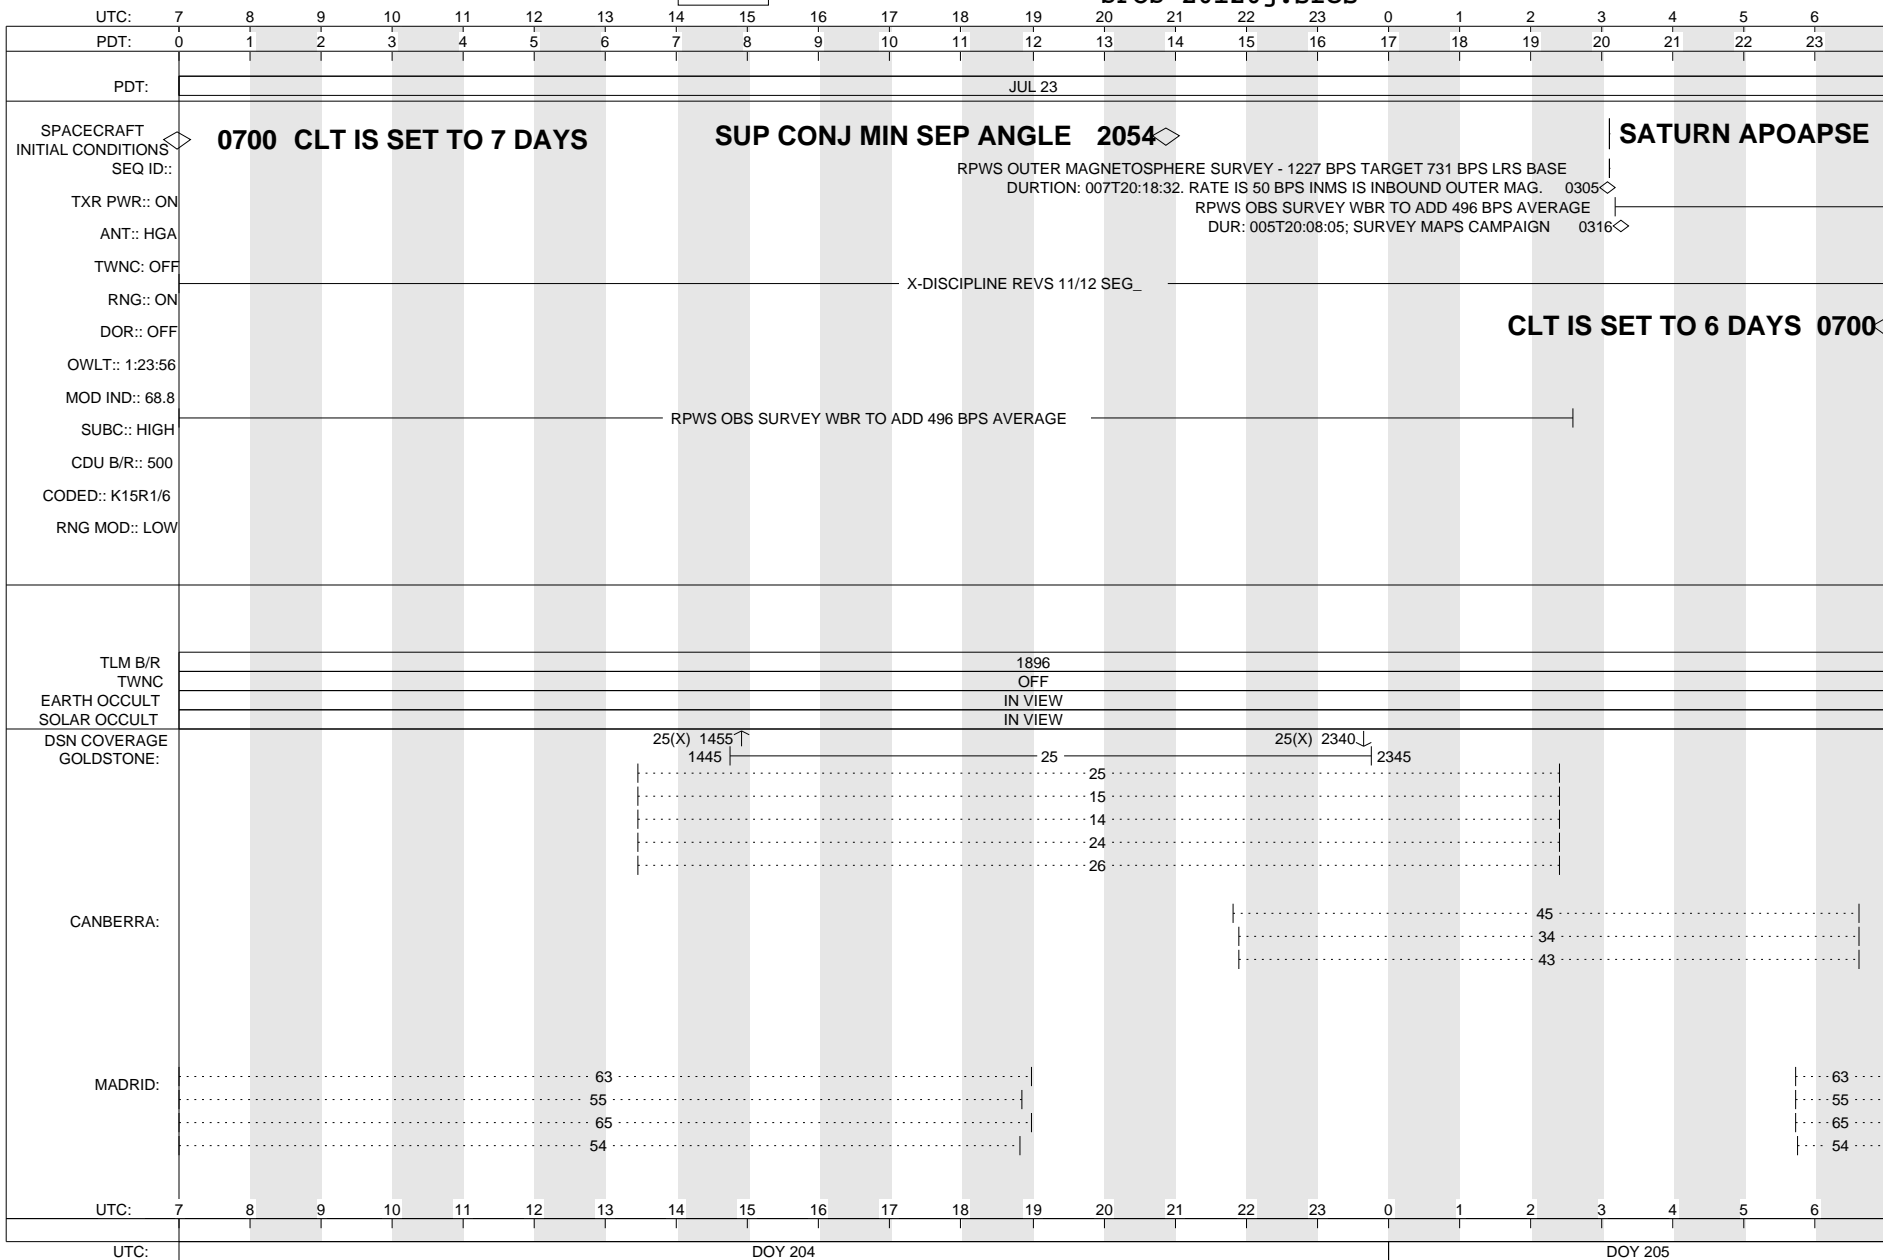 UTC: 7 8 9 10 11 12 13 14 15 16 17 18 19 20 21 22 23 0 1 2 3 4 5 6
PDT: 0 1 2 3 4 5 6 7 8 9 10 11 12 13 14 15 16 17 18 19 20 21 22 23
PDT: JUL 23
SPACECRAFT
INITIAL CONDITIONS
0700 CLT IS SET TO 7 DAYS
SUP CONJ MIN SEP ANGLE 2054
SATURN APOAPSE
SEQ ID::
RPWS OUTER MAGNETOSPHERE SURVEY - 1227 BPS TARGET 731 BPS LRS BASE
DURTION: 007T20:18:32. RATE IS 50 BPS INMS IS INBOUND OUTER MAG. 0305
TXR PWR:: ON
RPWS OBS SURVEY WBR TO ADD 496 BPS AVERAGE
DUR: 005T20:08:05; SURVEY MAPS CAMPAIGN 0316
ANT:: HGA
TWNC: OFF
X-DISCIPLINE REVS 11/12 SEG_
RNG:: ON
CLT IS SET TO 6 DAYS 0700
DOR:: OFF
OWLT:: 1:23:56
MOD IND:: 68.8
RPWS OBS SURVEY WBR TO ADD 496 BPS AVERAGE
SUBC:: HIGH
CDU B/R:: 500
CODED:: K15R1/6
RNG MOD:: LOW
TLM B/R 1896
TWNC OFF
EARTH OCCULT IN VIEW
SOLAR OCCULT IN VIEW
DSN COVERAGE 25(X) 1455 25(X) 2340
GOLDSTONE: 1445 25 2345
25
15
14
24
26
CANBERRA: 45
34
43
MADRID: 63 63
55 55
65 65
54 54
UTC: 7 8 9 10 11 12 13 14 15 16 17 18 19 20 21 22 23 0 1 2 3 4 5 6
UTC: DOY 204 DOY 205